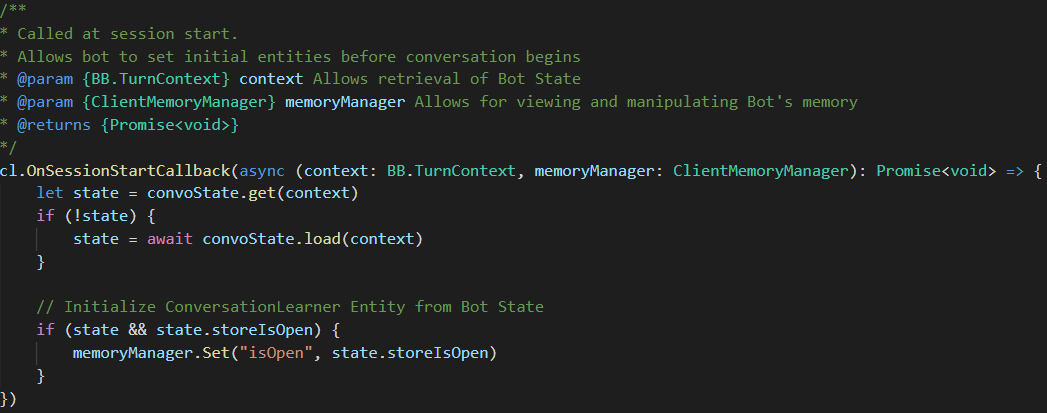 /**
* Called at session start.
* Allows bot to set initial entities before conversation begins
* @param {BB.TurnContext} context Allows retrieval of Bot State
* @param {ClientMemoryManager} memoryManager Allows for viewing and manipulating Bot's memory
* @returns {Promise<void>}
*/
cl.OnSessionStartCallback(async (context: BB.TurnContext, memoryManager: ClientMemoryManager): Promise<void> => {
    let state = convoState.get(context)
    if (!state) {
        state = await convoState.load(context)
    }

    // Initialize ConversationLearner Entity from Bot State
    if (state && state.storeIsOpen) {
        memoryManager.Set("isOpen", state.storeIsOpen)
    }
})